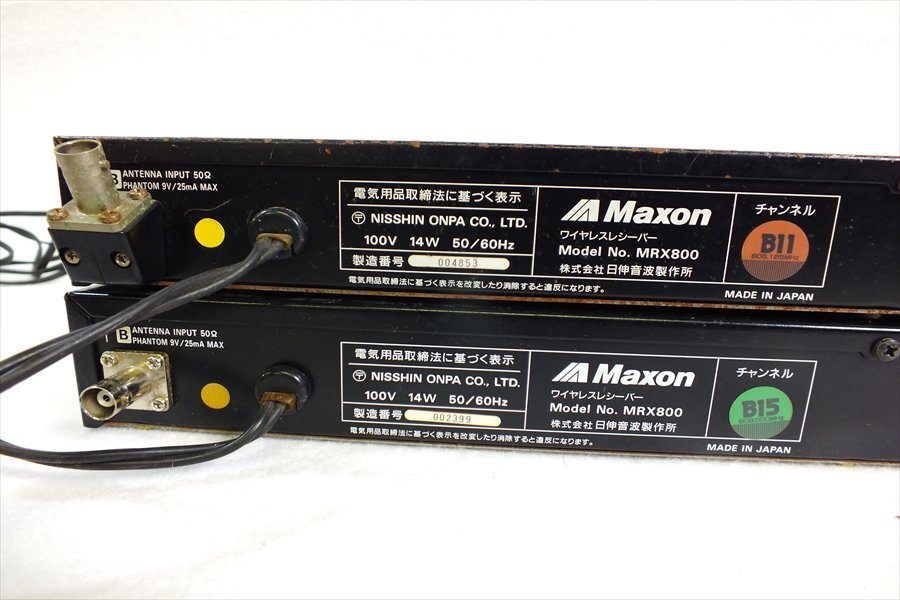 B ANTENNA INPUT 50Ω
PHANTOM 9V/25mA MAX
電気用品取締法に基づく表示
〒 NISSHIN ONPA CO., LTD.
100V 14W 50/60Hz
製造番号 004853
Maxon
ワイヤレスレシーバー
Model No. MRX800
株式会社日伸音波製作所
チャンネル
B11
808.125MHz
電気用品取締法に基づく表示を改変したり消除すると違反になります。
MADE IN JAPAN
B ANTENNA INPUT 50Ω
PHANTOM 9V/25mA MAX
電気用品取締法に基づく表示
〒 NISSHIN ONPA CO., LTD.
100V 14W 50/60Hz
製造番号 002399
Maxon
ワイヤレスレシーバー
Model No. MRX800
株式会社日伸音波製作所
チャンネル
B15
809.000MHz
電気用品取締法に基づく表示を改変したり消除すると違反になります。
MADE IN JAPAN